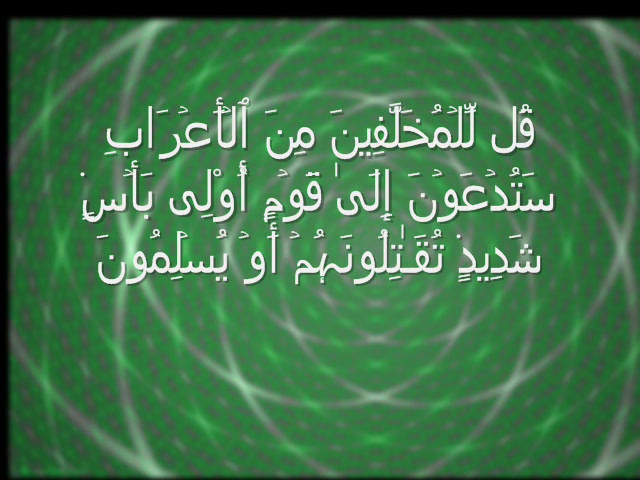 قُل لِّلۡمُخَلَّفِينَ مِنَ ٱلۡأَعۡرَابِ
سَتُدۡعَوۡنَ إِلَىٰ قَوۡمٍ أُوْلِى بَأۡسٖ
شَدِيدٖ تُقَٰتِلُونَهُمۡ أَوۡ يُسۡلِمُونَ